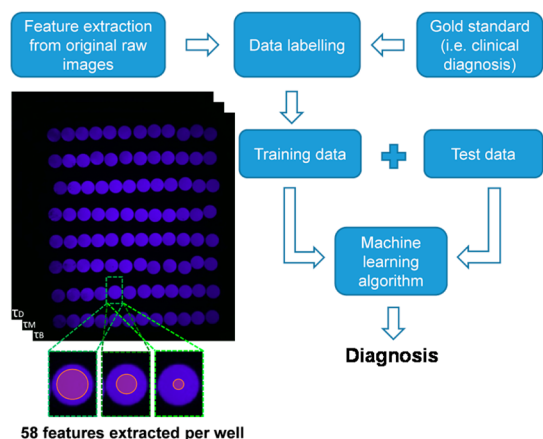 Feature extraction
from original raw
images
Data labelling
Gold standard
(i.e. clinical
diagnosis)
Training data
Test data
Machine
learning
algorithm
Diagnosis
τD
τM
τB
58 features extracted per well